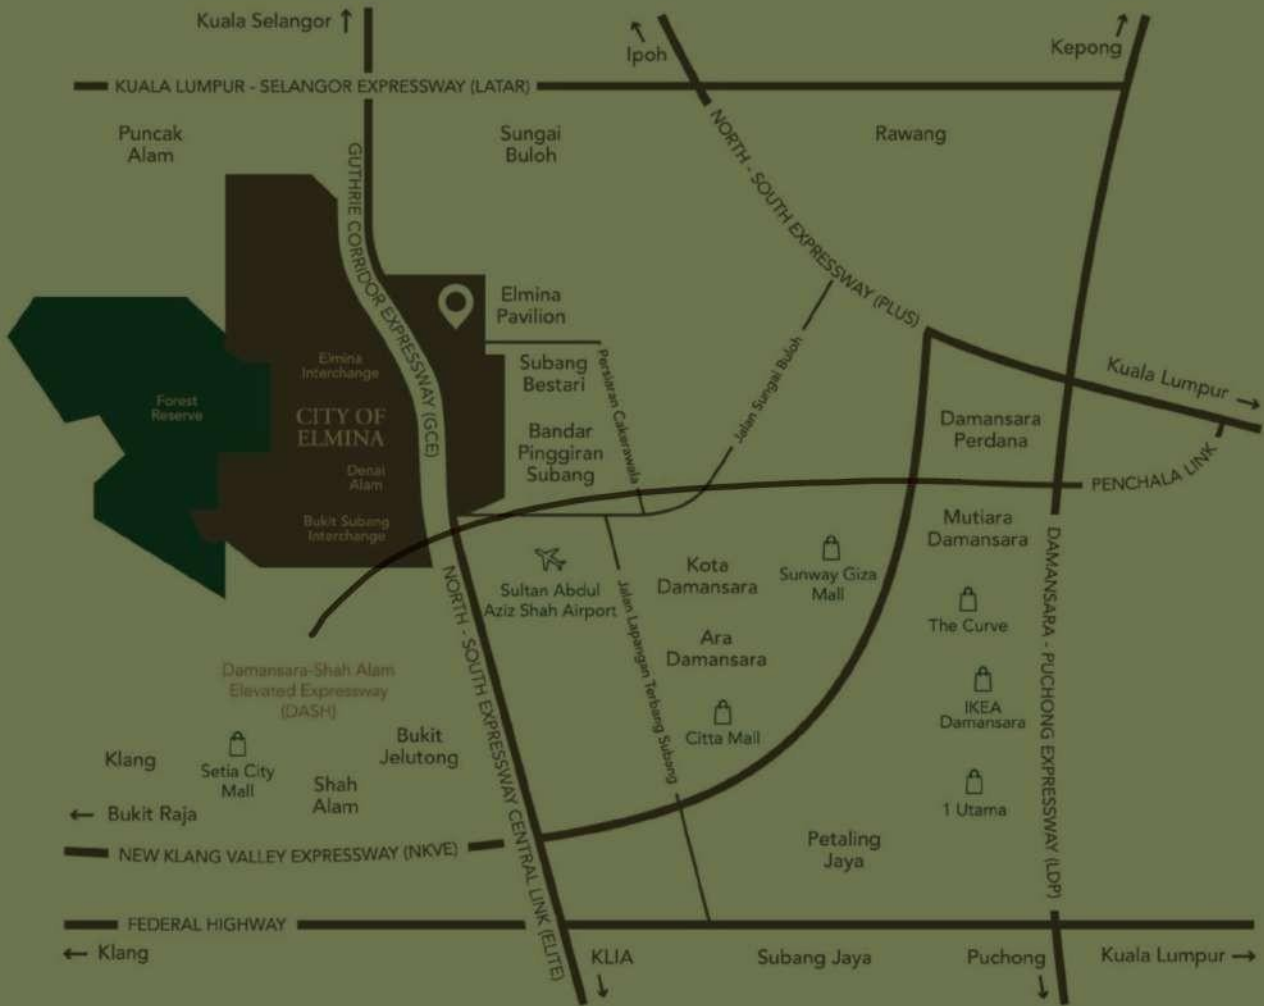 Kuala Selangor
Ipoh
Kepong
KUALA LUMPUR - SELANGOR EXPRESSWAY (LATAR)
Puncak
Alam
Sungai
Buloh
Rawang
NORTH - SOUTH EXPRESSWAY (PLUS)
GUTHRIE CORRIDOR EXPRESSWAY (GCE)
Elmina
Pavilion
Elmina
Interchange
Subang
Bestari
Persiaran Cakerawala
Jalan Sungai Buloh
Kuala Lumpur
Forest
Reserve
CITY OF
ELMINA
Damansara
Perdana
Bandar
Pinggiran
Subang
Denai
Alam
PENCHALA LINK
Bukit Subang
Interchange
Mutiara
Damansara
Sultan Abdul
Aziz Shah Airport
Kota
Damansara
Sunway Giza
Mall
The Curve
Ara
Damansara
Jalan Lapangan Terbang Subang
DAMANSARA - PUCHONG EXPRESSWAY (LDP)
NORTH - SOUTH EXPRESSWAY CENTRAL LINK (ELITE)
Damansara-Shah Alam
Elevated Expressway
(DASH)
IKEA
Damansara
Citta Mall
Bukit
Jelutong
Klang
Setia City
Mall
Shah
Alam
1 Utama
Bukit Raja
Petaling
Jaya
NEW KLANG VALLEY EXPRESSWAY (NKVE)
FEDERAL HIGHWAY
Klang
KLIA
Subang Jaya
Puchong
Kuala Lumpur